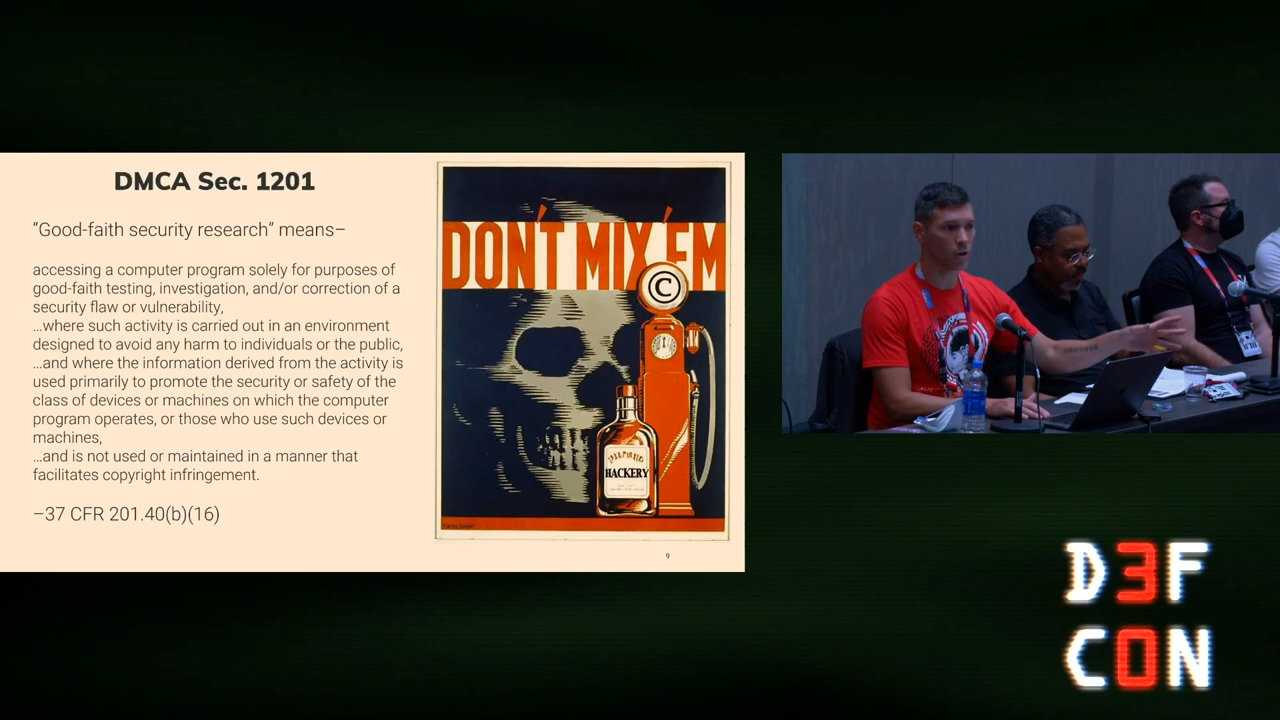 DMCA Sec. 1201
“Good-faith security research” means–
accessing a computer program solely for purposes of
good-faith testing, investigation, and/or correction of a
security flaw or vulnerability,
…where such activity is carried out in an environment
designed to avoid any harm to individuals or the public,
…and where the information derived from the activity is
used primarily to promote the security or safety of the
class of devices or machines on which the computer
program operates, or those who use such devices or
machines,
…and is not used or maintained in a manner that
facilitates copyright infringement.
–37 CFR 201.40(b)(16)
DON'T MIX 'EM
©
HACKERY
9
D3F
C0N